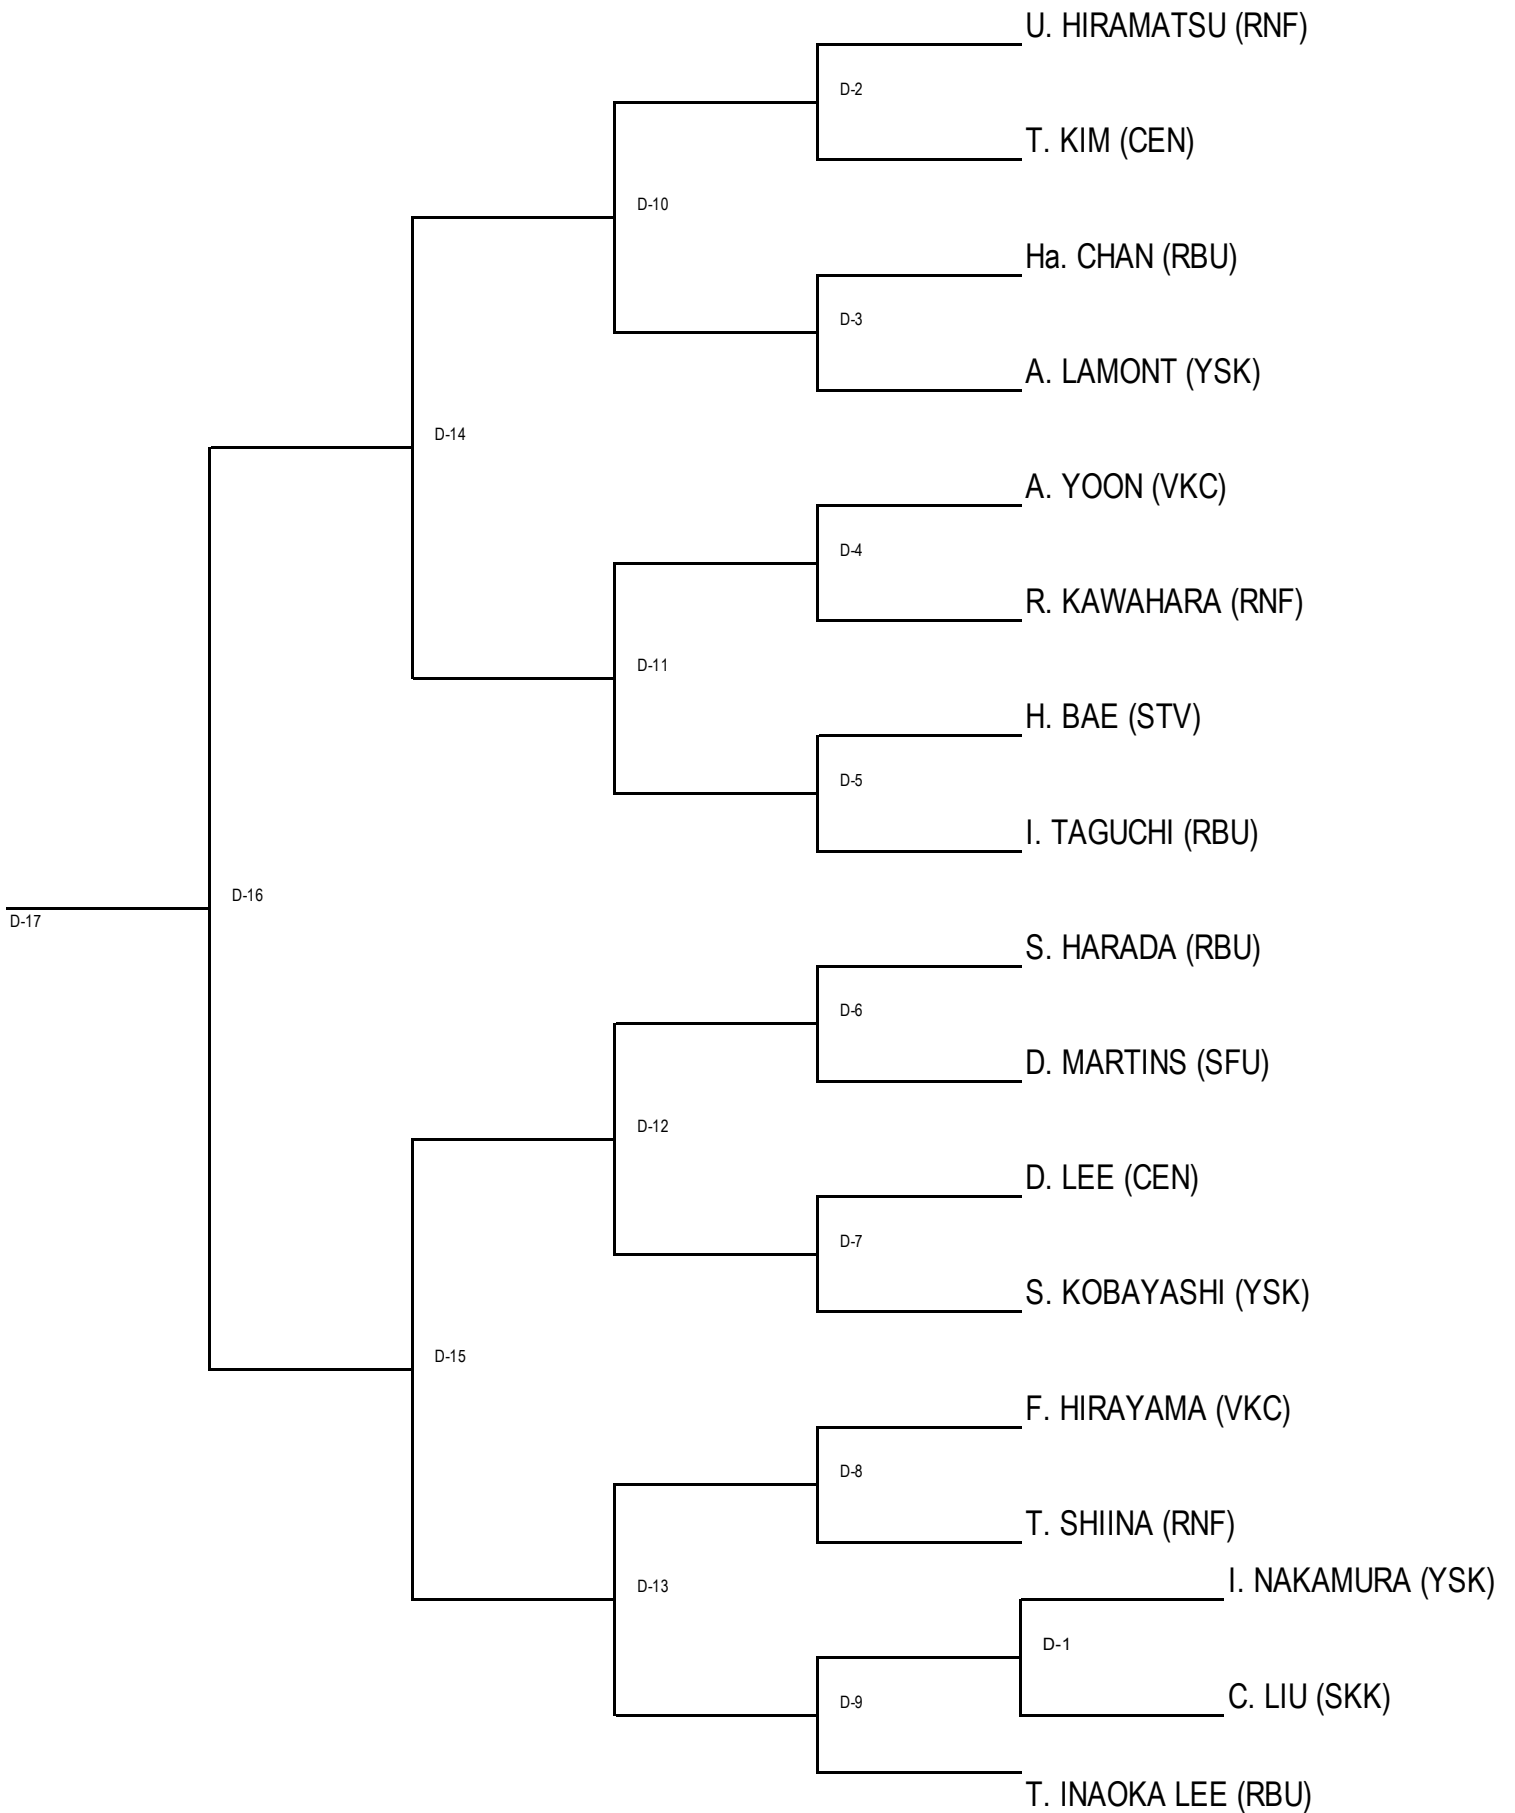 U. HIRAMATSU (RNF)
D-2
T. KIM (CEN)
D-10
Ha. CHAN (RBU)
D-3
A. LAMONT (YSK)
D-14
A. YOON (VKC)
D-4
R. KAWAHARA (RNF)
D-11
H. BAE (STV)
D-5
I. TAGUCHI (RBU)
D-16
D-17
S. HARADA (RBU)
D-6
D. MARTINS (SFU)
D-12
D. LEE (CEN)
D-7
S. KOBAYASHI (YSK)
D-15
F. HIRAYAMA (VKC)
D-8
T. SHIINA (RNF)
I. NAKAMURA (YSK)
D-13
D-1
C. LIU (SKK)
D-9
T. INAOKA LEE (RBU)